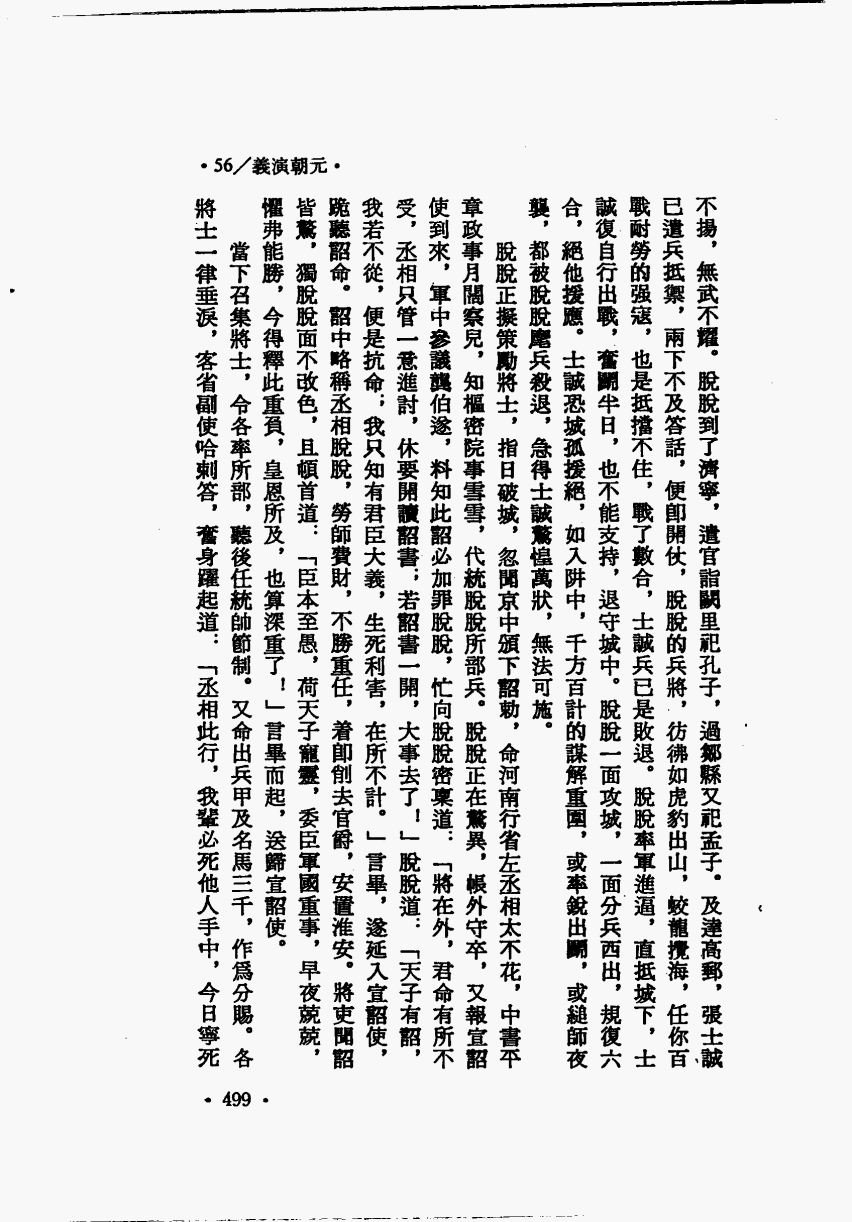 ・56／義演朝元・
不揚，無武不耀。脫脫到了濟寧，遣官詣闕里祀孔子，過鄒縣又祀孟子。及達高郵，張士誠
已遣兵抵禦，兩下不及答話，便卽開仗，脫脫的兵將，彷彿如虎豹出山，蛟龍攪海，任你百
戰耐勞的强寇，也是抵擋不住，戰了數合，士誠兵已是敗退。脫脫率軍進逼，直抵城下，士
誠復自行出戰，奮鬭半日，也不能支持，退守城中。脫脫一面攻城，一面分兵西出，規復六
合，絕他援應。士誠恐城孤援絕，如入阱中，千方百計的謀解重圍，或率銳出鬭，或縋師夜
襲，都被脫脫麾兵殺退，急得士誠驚惶萬狀，無法可施。
脫脫正擬策勵將士，指日破城，忽聞京中頒下詔勅，命河南行省左丞相太不花，中書平
章政事月闊察兒，知樞密院事雪雪，代統脫脫所部兵。脫脫正在驚異，帳外守卒，又報宣詔
使到來，軍中參議龔伯遂，料知此詔必加罪脫脫，忙向脫脫密稟道：「將在外，君命有所不
受，丞相只管一意進討，休要開讀詔書；若詔書一開，大事去了！」脫脫道：「天子有詔，
我若不從，便是抗命；我只知有君臣大義，生死利害，在所不計。」言畢，遂延入宣詔使，
跪聽詔命。詔中略稱丞相脫脫，勞師費財，不勝重任，着卽削去官爵，安置淮安。將吏聞詔
皆驚，獨脫脫面不改色，且頓首道：「臣本至愚，荷天子寵靈，委臣軍國重事，早夜兢兢，
懼弗能勝，今得釋此重負，皇恩所及，也算深重了！」言畢而起，送歸宣詔使。
當下召集將士，令各率所部，聽後任統帥節制。又命出兵甲及名馬三千，作爲分賜。各
將士一律垂淚，客省副使哈剌答，奮身躍起道：「丞相此行，我輩必死他人手中，今日寧死
・499・